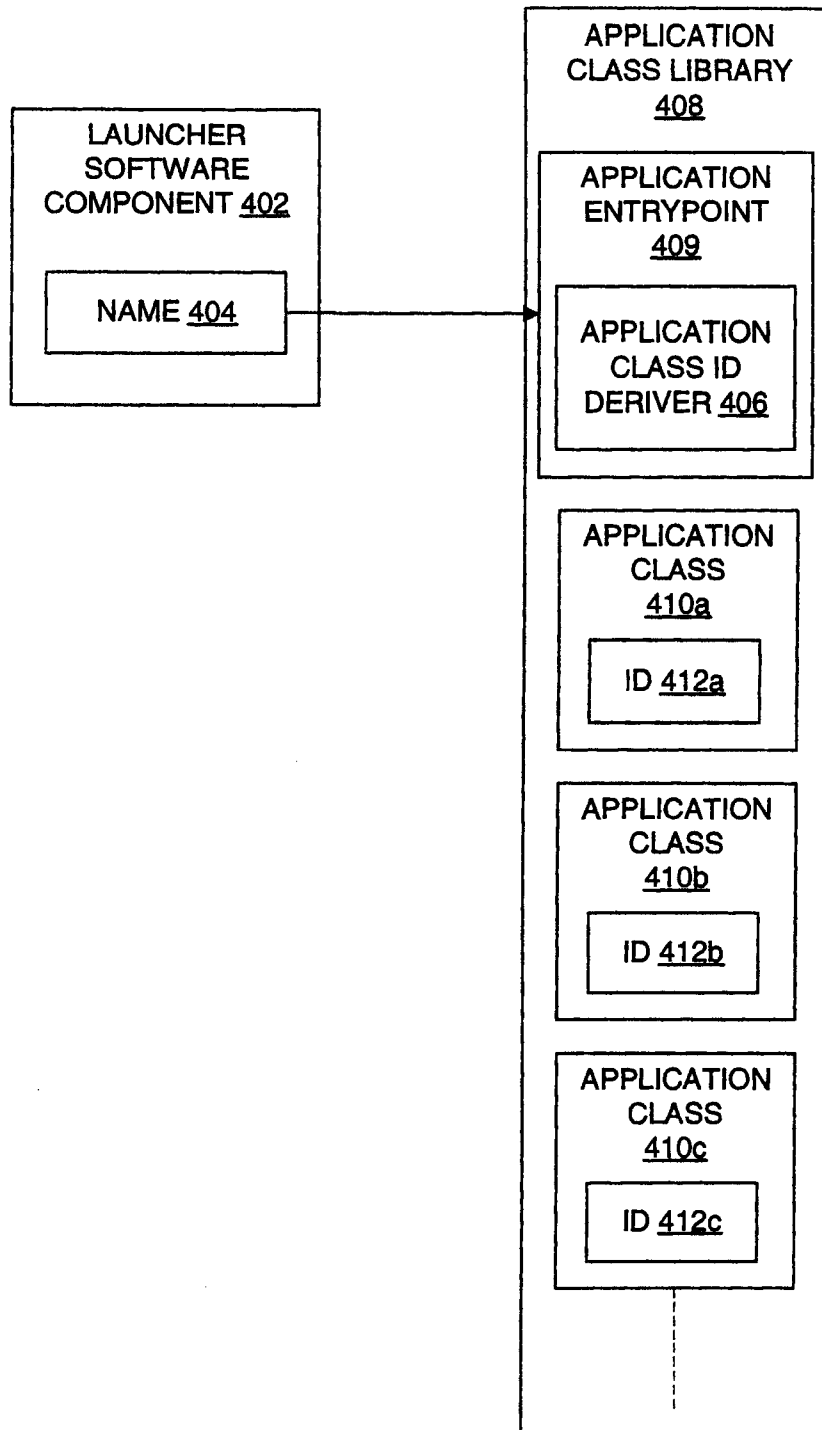 LAUNCHER
SOFTWARE
COMPONENT 402
NAME 404
APPLICATION
CLASS LIBRARY
408
APPLICATION
ENTRYPOINT
409
APPLICATION
CLASS ID
DERIVER 406
APPLICATION
CLASS
410a
ID 412a
APPLICATION
CLASS
410b
ID 412b
APPLICATION
CLASS
410c
ID 412c